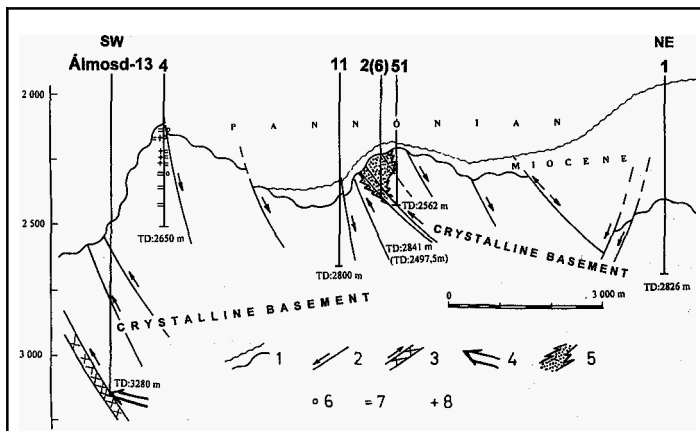 SW
NE
Álmosd-13 4 11 2(6) 51 1
2 000
P A N N O N I A N
M I O C E N E
2 500
TD:2650 m
TD:2562 m
TD:2841 m
(TD:2497,5m)
TD:2800 m
TD:2826 m
CRYSTALLINE BASEMENT
CRYSTALLINE BASEMENT
0 3 000 m
3 000
TD:3280 m
1 2 3 4 5
6 =7 +8